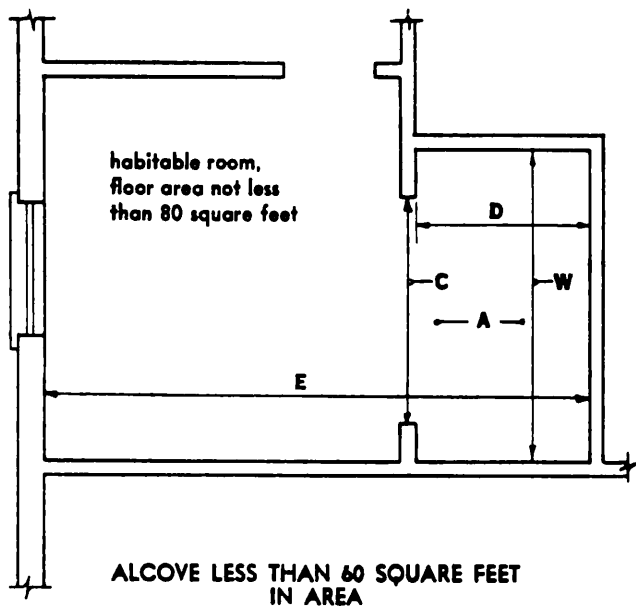 habitable room,
floor area not less
than 80 square feet
D
C
W
A
E
ALCOVE LESS THAN 60 SQUARE FEET
IN AREA